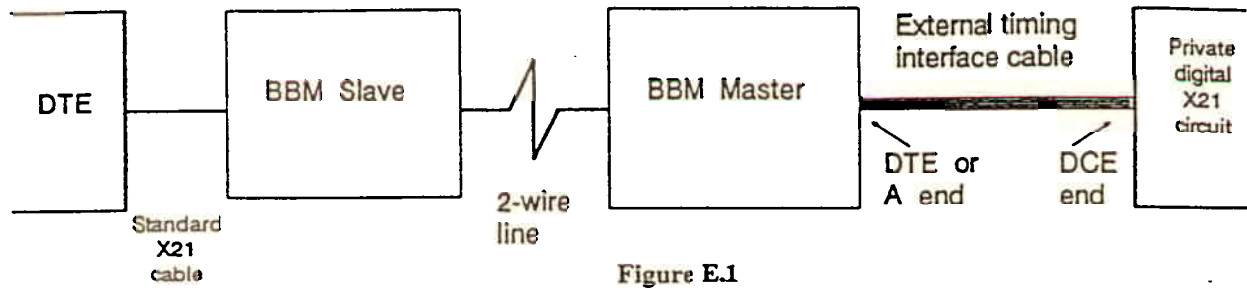 DTE
Standard
X21
cable
BBM Slave
2-wire
line
BBM Master
External timing
interface cable
DTE or
A end
DCE
end
Private
digital
X21
circuit
Figure E.1